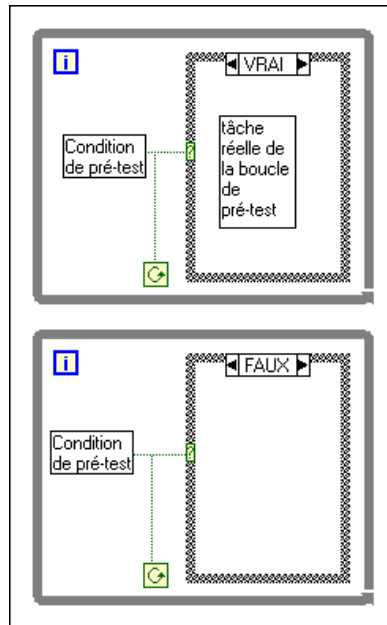 i
VRAI
Condition
de pré-test
?
tâche
réelle de
la boucle
de
pré-test
i
FAUX
Condition
de pré-test
?